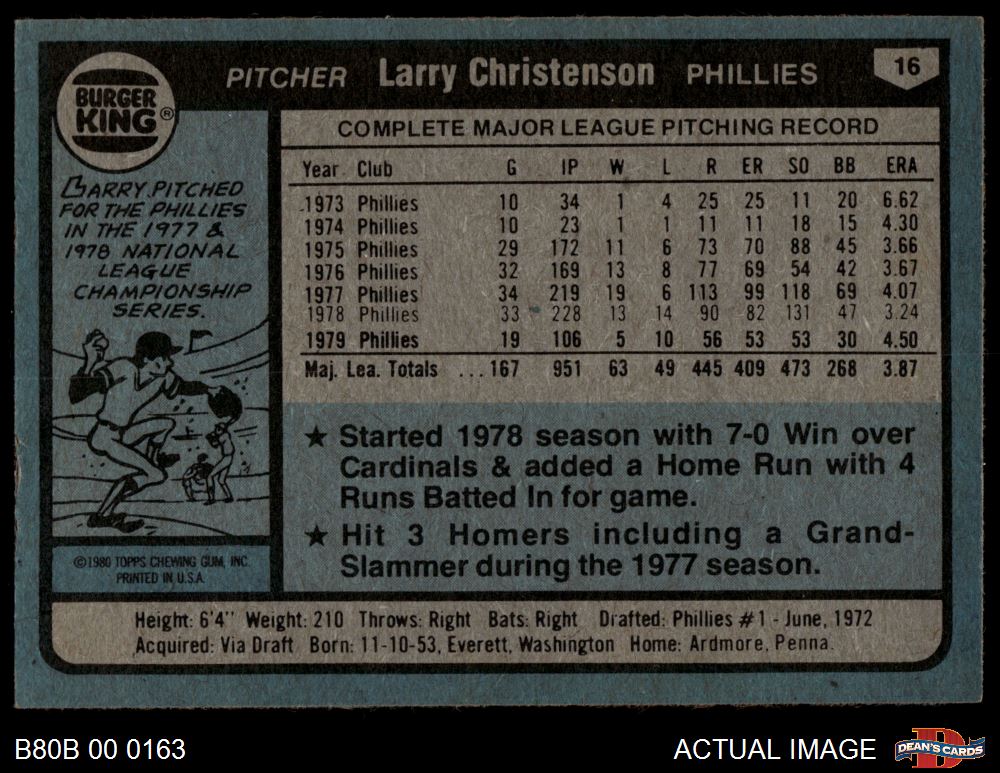 BURGER
KING®
PITCHER Larry Christenson PHILLIES
16
BARRY PITCHED
FOR THE PHILLIES
IN THE 1977 &
1978 NATIONAL
LEAGUE
CHAMPIONSHIP
SERIES.
©1980 TOPPS CHEWING GUM, INC.
PRINTED IN U.S.A.
COMPLETE MAJOR LEAGUE PITCHING RECORD
Year Club G IP W L R ER SO BB ERA
1973 Phillies 10 34 1 4 25 25 11 20 6.62
1974 Phillies 10 23 1 1 11 11 18 15 4.30
1975 Phillies 29 172 11 6 73 70 88 45 3.66
1976 Phillies 32 169 13 8 77 69 54 42 3.67
1977 Phillies 34 219 19 6 113 99 118 69 4.07
1978 Phillies 33 228 13 14 90 82 131 47 3.24
1979 Phillies 19 106 5 10 56 53 53 30 4.50
Maj. Lea. Totals ...167 951 63 49 445 409 473 268 3.87
★ Started 1978 season with 7-0 Win over
Cardinals & added a Home Run with 4
Runs Batted In for game.
★ Hit 3 Homers including a Grand-
Slammer during the 1977 season.
Height: 6'4" Weight: 210 Throws: Right Bats: Right Drafted: Phillies #1 - June, 1972
Acquired: Via Draft Born: 11-10-53, Everett, Washington Home: Ardmore, Penna.
B80B 00 0163
ACTUAL IMAGE
D
DEAN'S CARDS